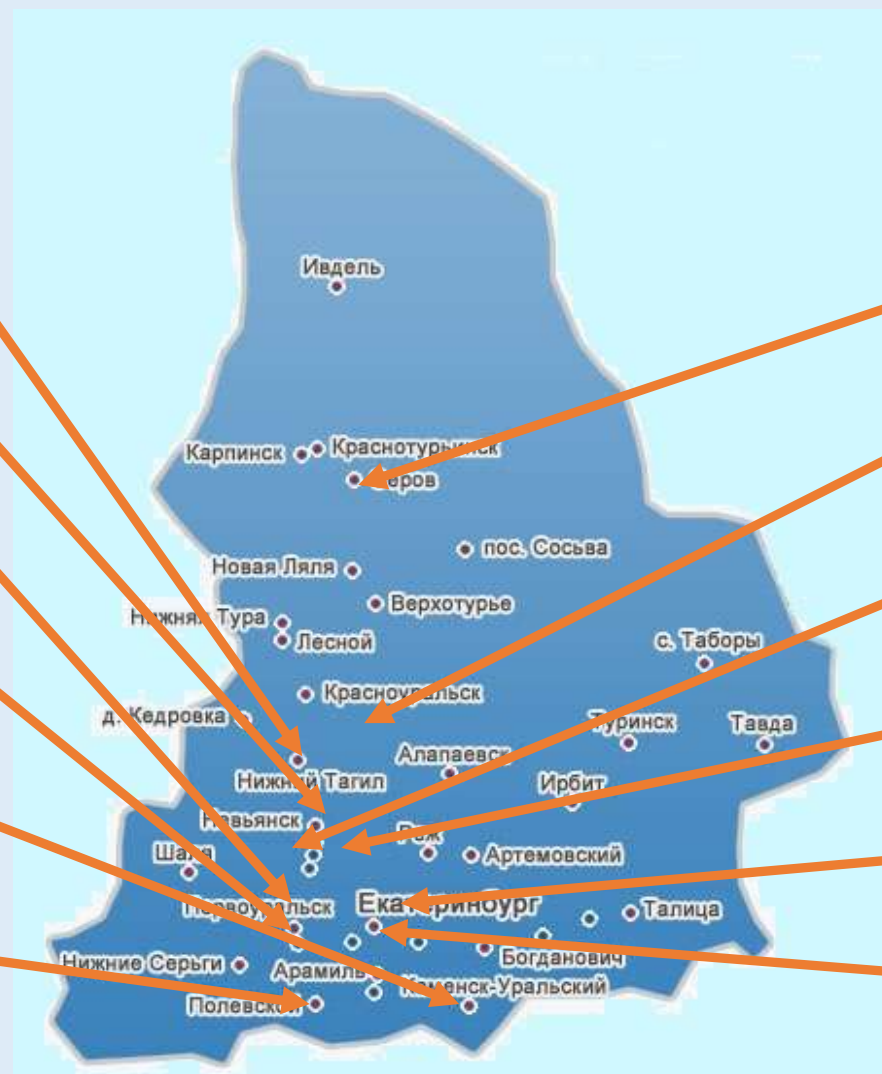 Ивдель
Карпинск
Краснотурьинск
Серов
пос. Сосьва
Новая Ляля
Верхотурье
Нижняя Тура
Лесной
с. Таборы
Красноуральск
д. Кедровка
Туринск
Тавда
Алапаевск
Нижний Тагил
Ирбит
Невьянск
Реж
Шаля
Артемовский
Первоуральск
Екатеринбург
Талица
Богданович
Нижние Серьги
Арамиль
Каменск-Уральский
Полевской